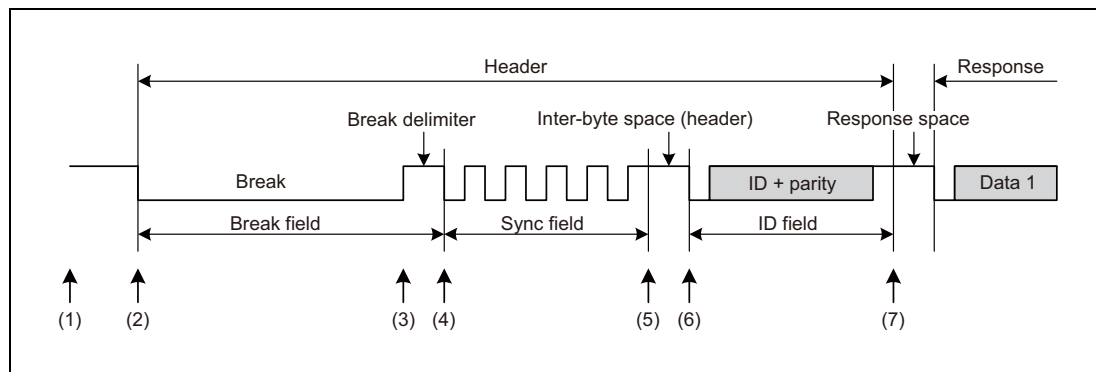 Header
Response
Break delimiter
Inter-byte space (header)
Response space
Break
ID + parity
Data 1
Break field
Sync field
ID field
(1)
(2)
(3)
(4)
(5)
(6)
(7)